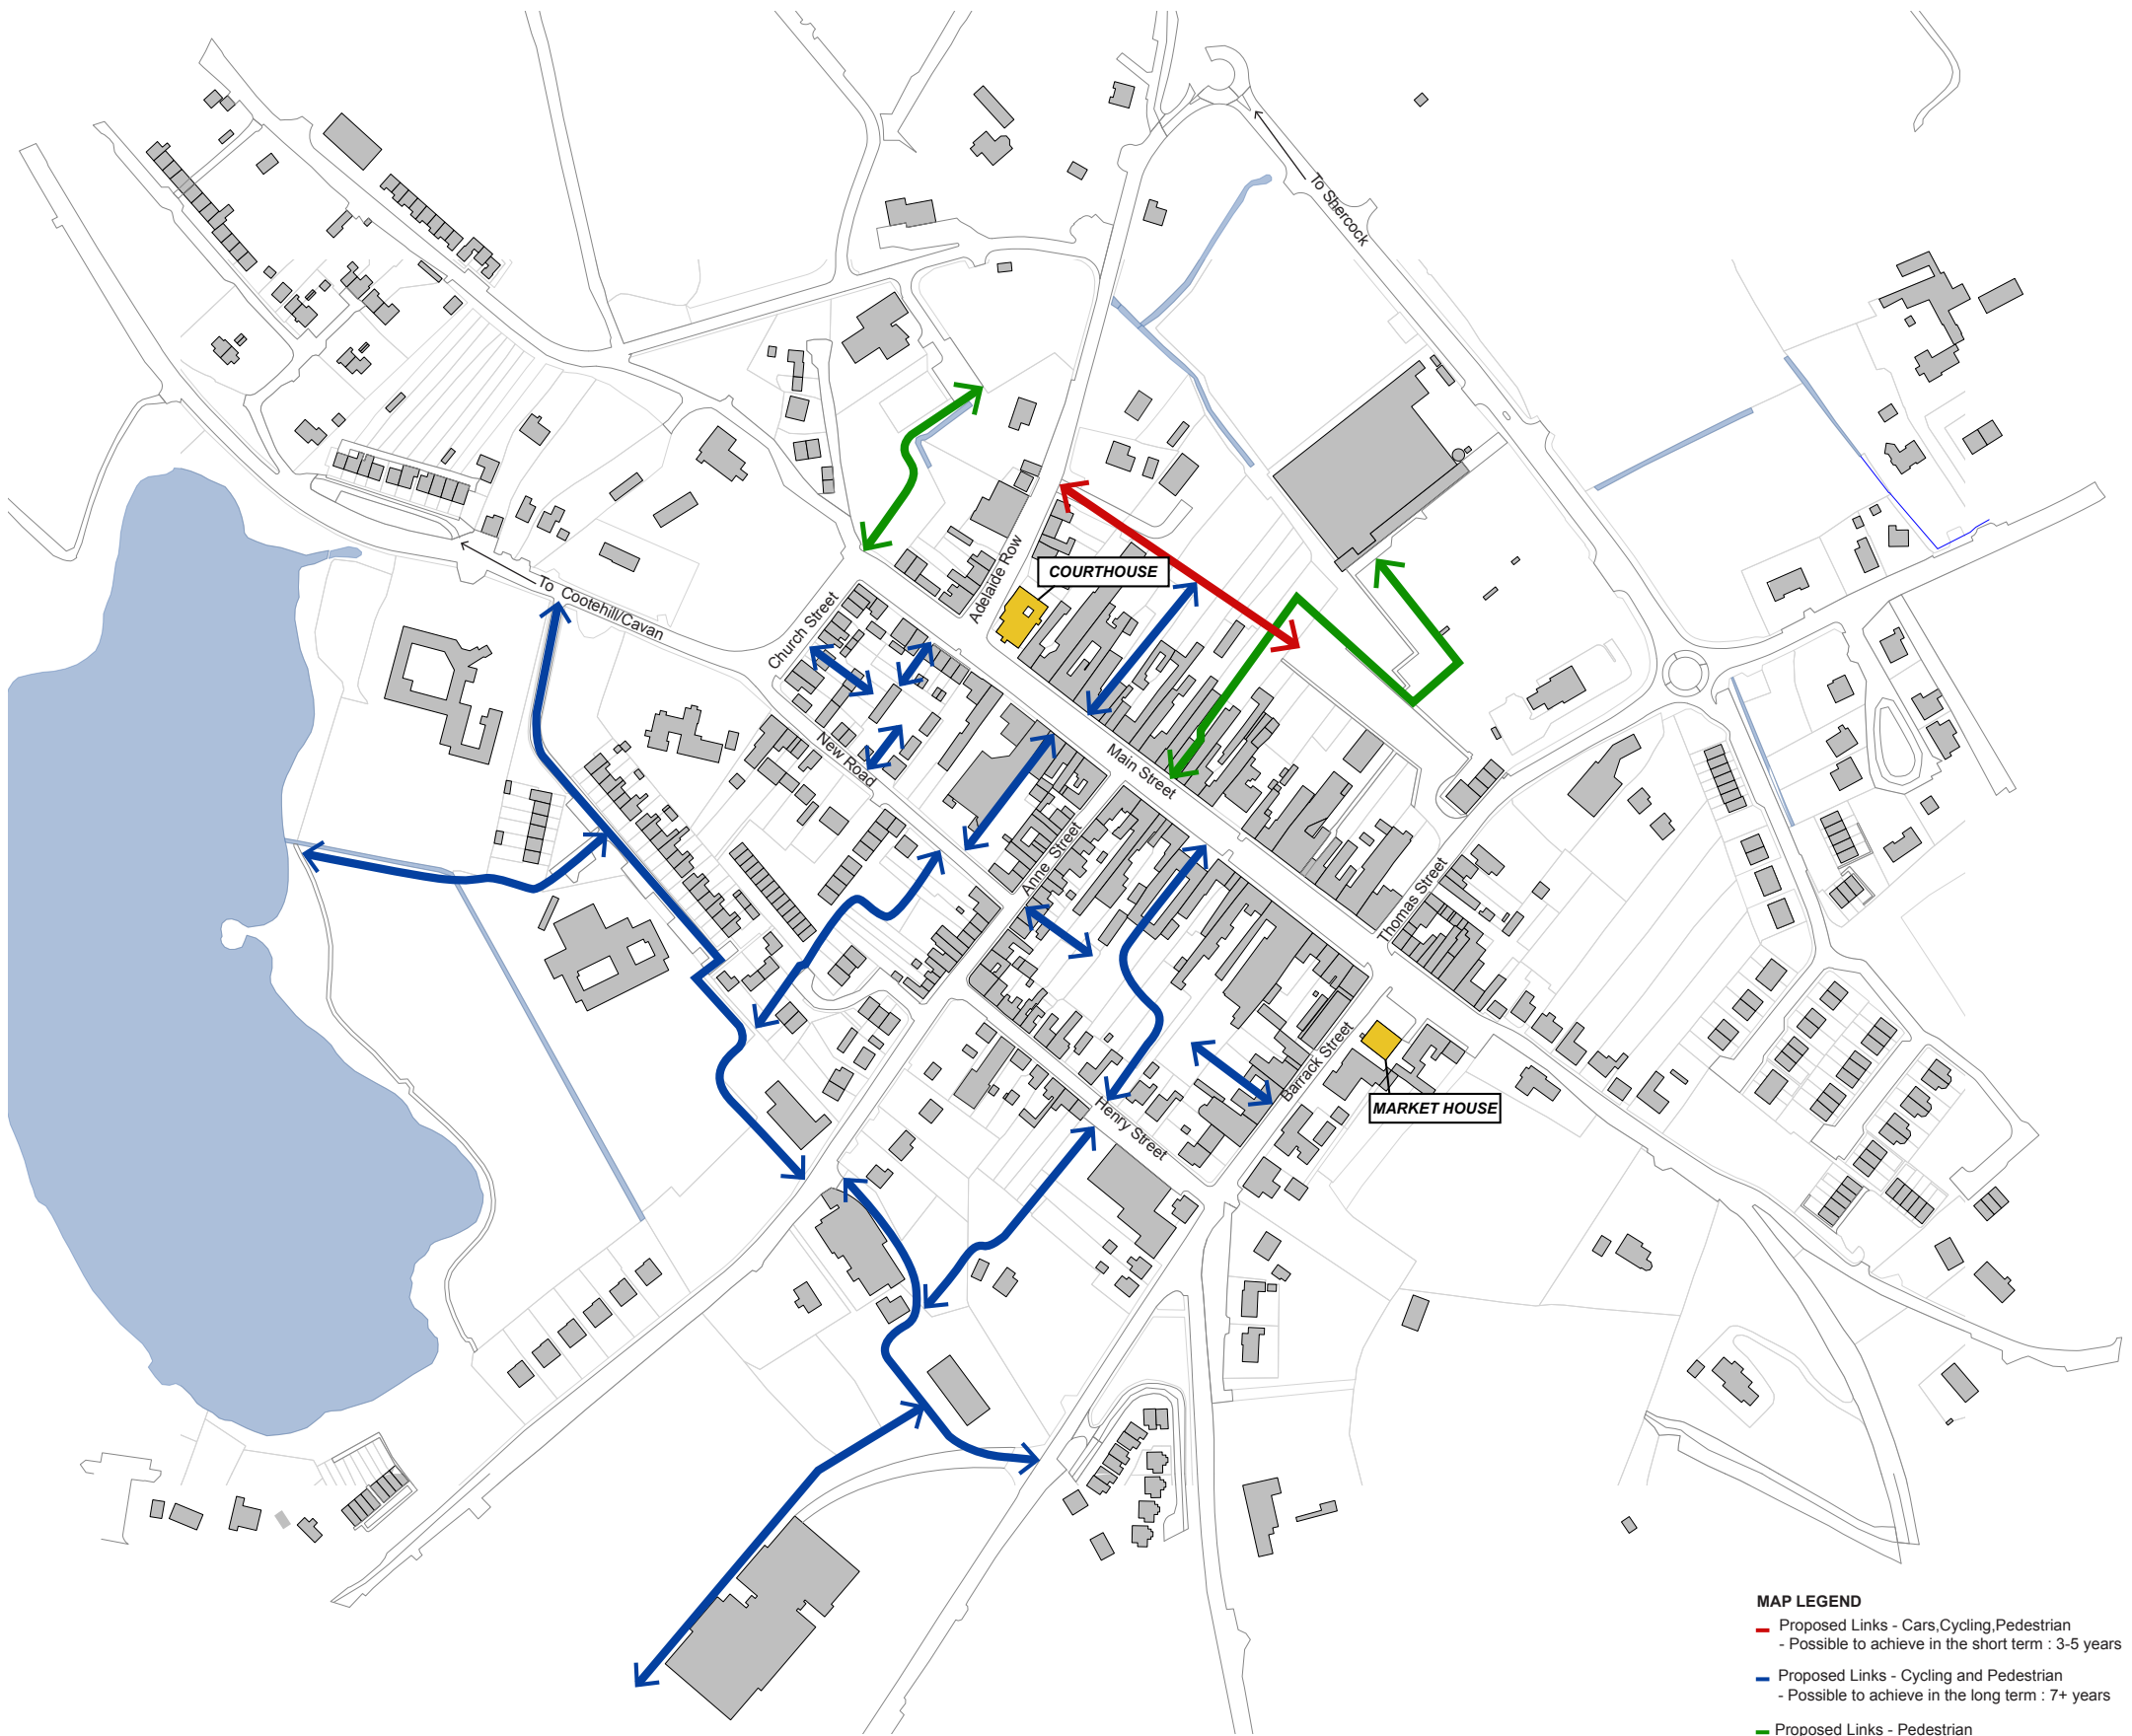 To Shercock
COURTHOUSE
Adelaide Row
To Cootehill/Cavan
Church Street
New Road
Main Street
Anne Street
Thomas Street
Barrack Street
MARKET HOUSE
Henry Street
MAP LEGEND
Proposed Links - Cars,Cycling,Pedestrian
- Possible to achieve in the short term : 3-5 years
Proposed Links - Cycling and Pedestrian
- Possible to achieve in the long term : 7+ years
Proposed Links - Pedestrian